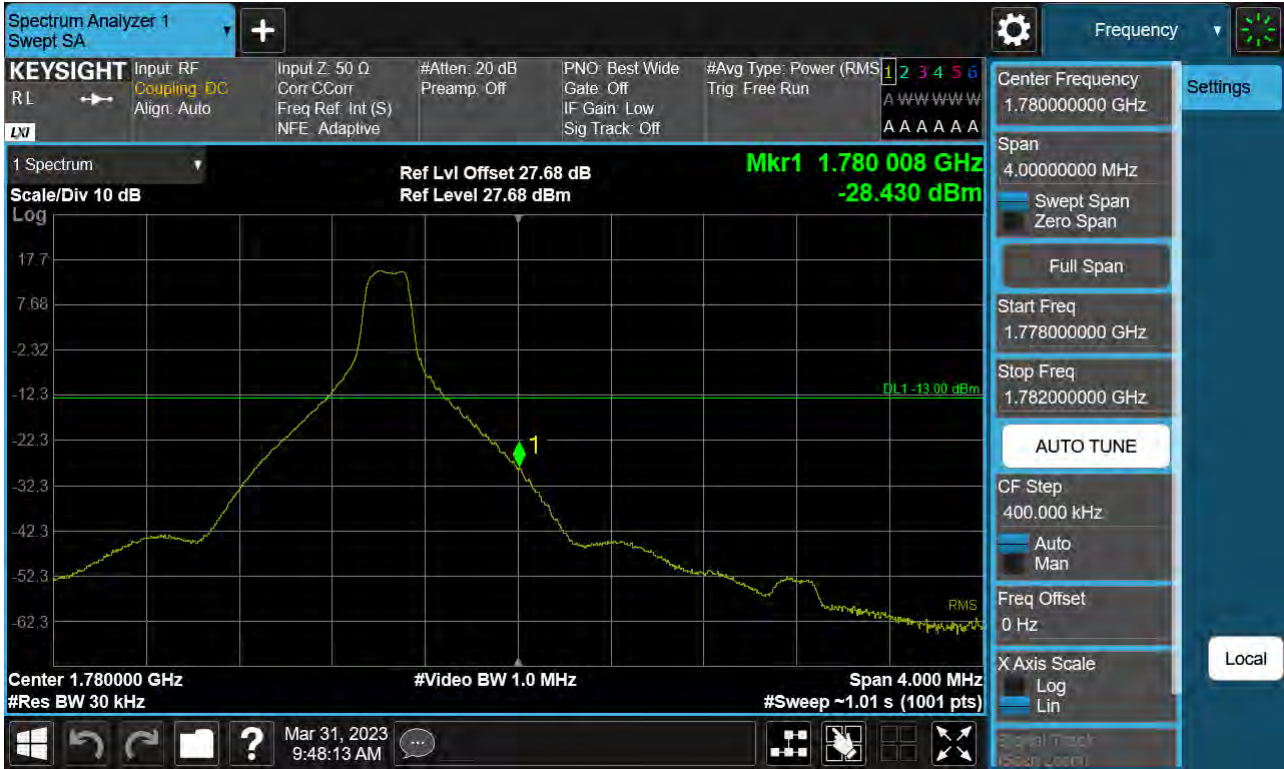 Spectrum Analyzer 1
Swept SA
Frequency
KEYSIGHT
RL
LXI
Input: RF
Coupling: DC
Align: Auto
Input Z: 50 Ω
Corr CCorr
Freq Ref: Int (S)
NFE: Adaptive
#Atten: 20 dB
Preamp: Off
PNO: Best Wide
Gate: Off
IF Gain: Low
Sig Track: Off
#Avg Type: Power (RMS
Trig: Free Run
1 2 3 4 5 6
A W W W W W
A A A A A A
1 Spectrum
Scale/Div 10 dB
Log
Ref Lvl Offset 27.68 dB
Ref Level 27.68 dBm
Mkr1 1.780 008 GHz
-28.430 dBm
17.7
7.68
-2.32
-12.3
-22.3
-32.3
-42.3
-52.3
-62.3
DL1 -13.00 dBm
1
RMS
Center 1.780000 GHz
#Res BW 30 kHz
#Video BW 1.0 MHz
Span 4.000 MHz
#Sweep ~1.01 s (1001 pts)
Center Frequency
1.780000000 GHz
Span
4.00000000 MHz
Swept Span
Zero Span
Full Span
Start Freq
1.778000000 GHz
Stop Freq
1.782000000 GHz
AUTO TUNE
CF Step
400.000 kHz
Auto
Man
Freq Offset
0 Hz
X Axis Scale
Log
Lin
Signal Track
(Span Zoom)
Settings
Local
?
Mar 31, 2023
9:48:13 AM